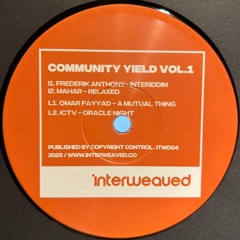 COMMUNITY YIELD VOL.1
I1. FREDERIK ANTHONY - INTERIDDIM
I2. MAHAR - RELAXED
L1. OMAR FAYYAD - A MUTUAL THING
L2. ICTV - ORACLE NIGHT
PUBLISHED BY COPYRIGHT CONTROL. ITWD04
2025 / WWW.INTERWEAVED.CO
interweaved